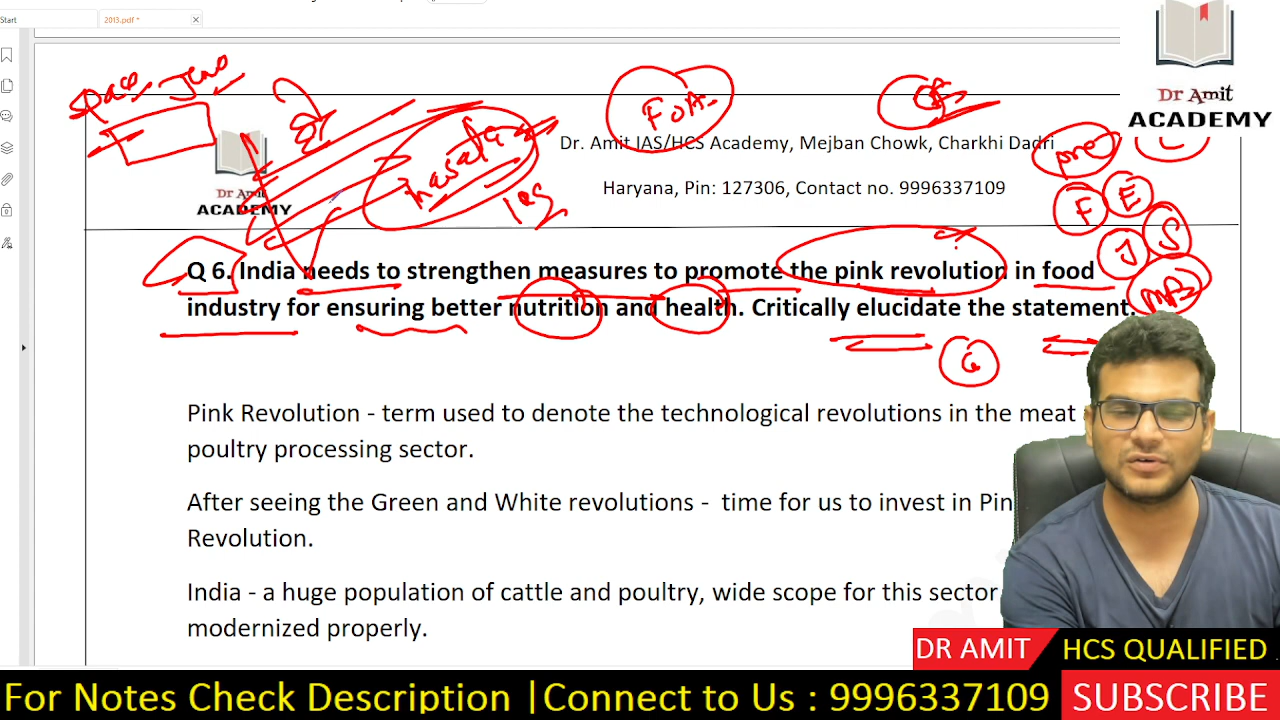 Start
2013.pdf *
Space Time
FOA
Dr Amit
ACADEMY
Dr. Amit IAS/HCS Academy, Mejban Chowk, Charkhi Dadri
Haryana, Pin: 127306, Contact no. 9996337109
Dr Amit
ACADEMY
pre
F E
S
MPI
Q 6. India needs to strengthen measures to promote the pink revolution in food
industry for ensuring better nutrition and health. Critically elucidate the statement.
Pink Revolution - term used to denote the technological revolutions in the meat
poultry processing sector.
After seeing the Green and White revolutions - time for us to invest in Pin
Revolution.
India - a huge population of cattle and poultry, wide scope for this sector
modernized properly.
DR AMIT HCS QUALIFIED
For Notes Check Description | Connect to Us : 9996337109 SUBSCRIBE